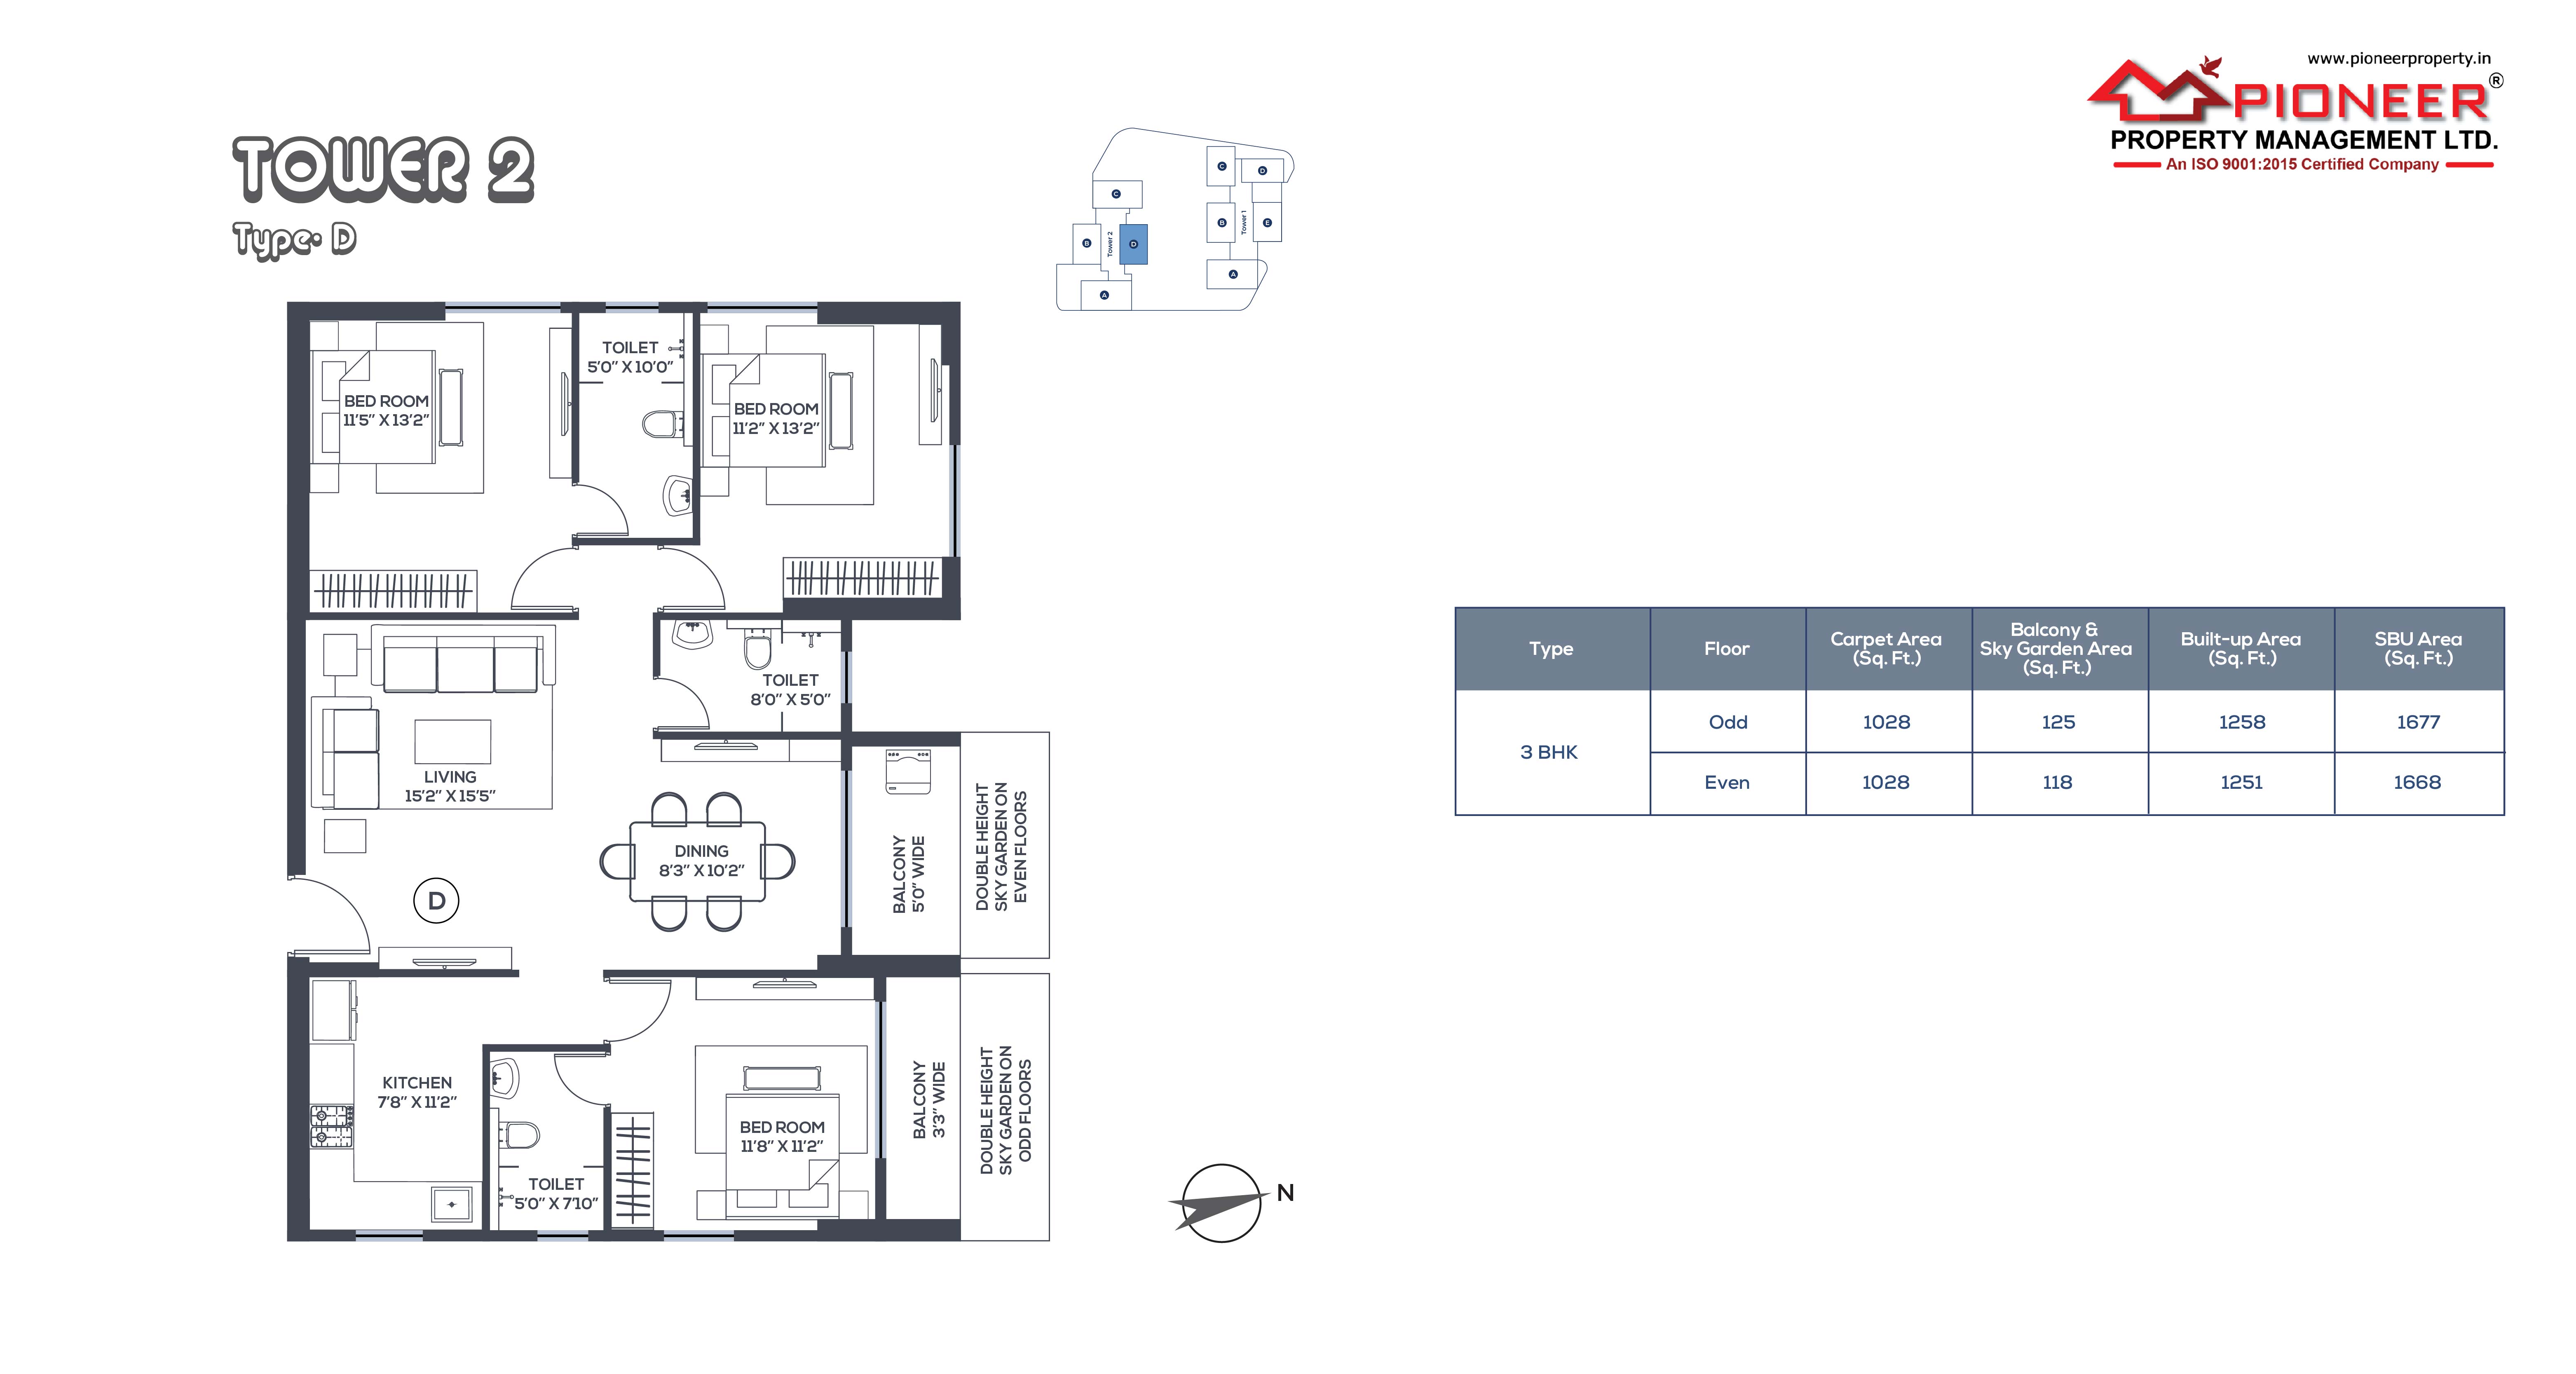 www.pioneerproperty.in
PIONEER®
PROPERTY MANAGEMENT LTD.
An ISO 9001:2015 Certified Company
TOWER 2
Type- D
C
B
Tower 2
D
A
C
D
B
Tower 1
E
A
BED ROOM
11'5" X 13'2"
TOILET
5'0" X 10'0"
BED ROOM
11'2" X 13'2"
TOILET
8'0" X 5'0"
LIVING
15'2" X 15'5"
DINING
8'3" X 10'2"
BALCONY
5'0" WIDE
DOUBLE HEIGHT
SKY GARDEN ON
EVEN FLOORS
D
KITCHEN
7'8" X 11'2"
TOILET
5'0" X 7'10"
BED ROOM
11'8" X 11'2"
BALCONY
3'3" WIDE
DOUBLE HEIGHT
SKY GARDEN ON
ODD FLOORS
N
Type Floor Carpet Area (Sq. Ft.) Balcony & Sky Garden Area (Sq. Ft.) Built-up Area (Sq. Ft.) SBU Area (Sq. Ft.)
3 BHK
Odd 1028 125 1258 1677
Even 1028 118 1251 1668